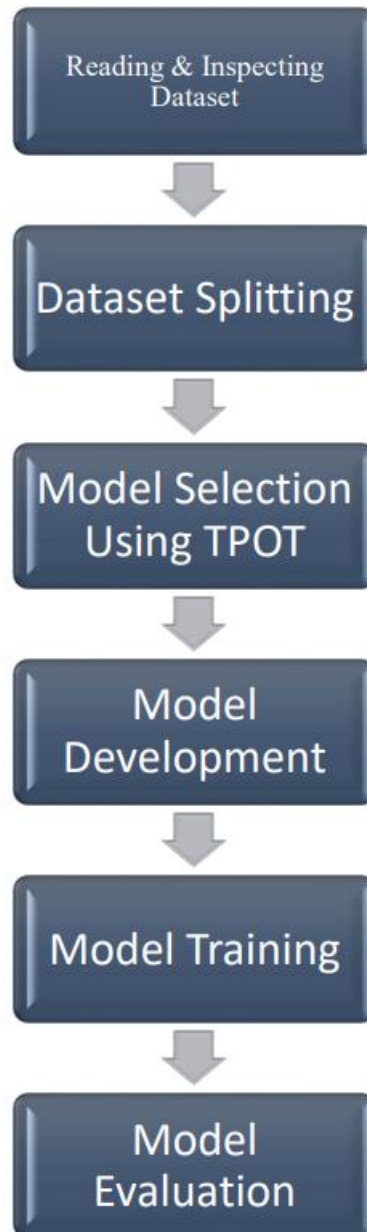 Reading & Inspecting
Dataset
Dataset Splitting
Model Selection
Using TPOT
Model
Development
Model Training
Model
Evaluation